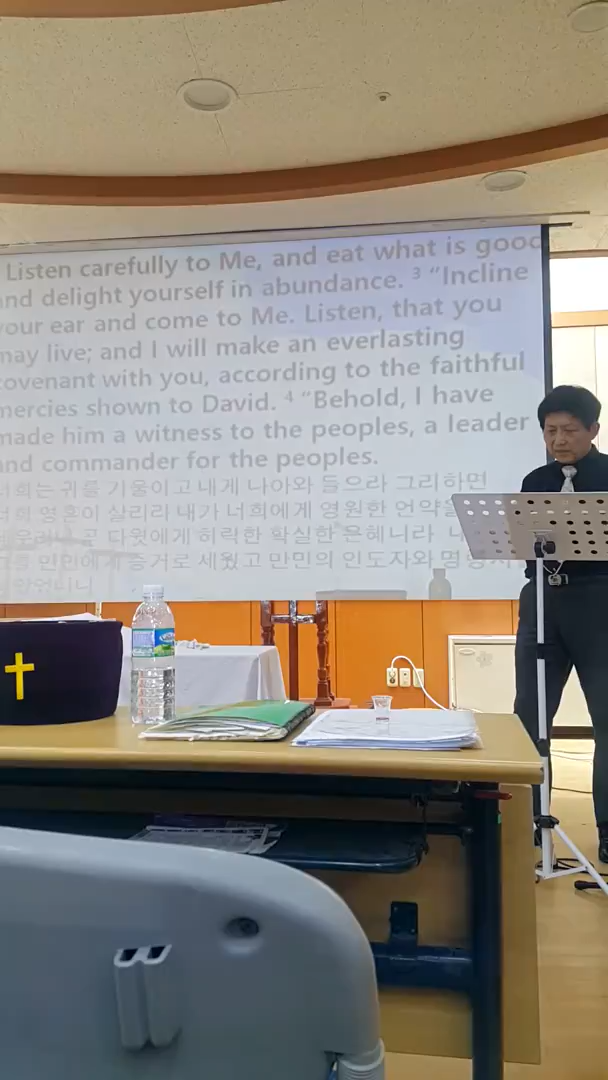 Listen carefully to Me, and eat what is good
and delight yourself in abundance. ³ “Incline
your ear and come to Me. Listen, that you
may live; and I will make an everlasting
covenant with you, according to the faithful
mercies shown to David. ⁴ “Behold, I have
made him a witness to the peoples, a leader
and commander for the peoples.
너희는 귀를 기울이고 내게 나아와 들으라 그리하면
너희 영혼이 살리라 내가 너희에게 영원한 언약을
곧 다윗에게 허락한 확실한 은혜니라
만민에게 증거로 세웠고 만민의 인도자와